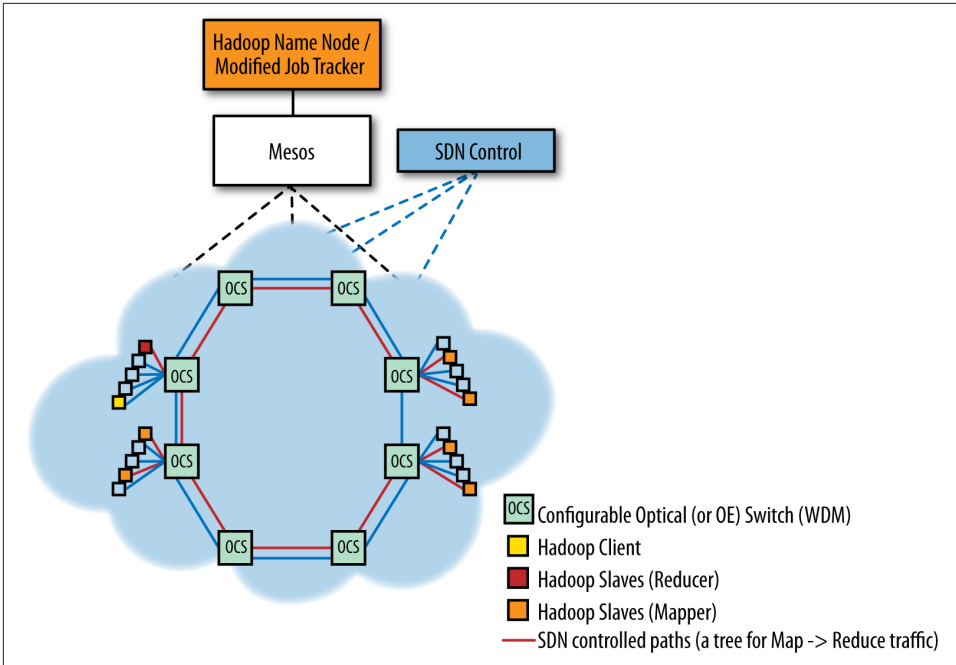 Hadoop Name Node /
Modified Job Tracker
Mesos
SDN Control
OCS
OCS
OCS
OCS
OCS
OCS
OCS
OCS
OCS
Configurable Optical (or OE) Switch (WDM)
Hadoop Client
Hadoop Slaves (Reducer)
Hadoop Slaves (Mapper)
SDN controlled paths (a tree for Map -> Reduce traffic)